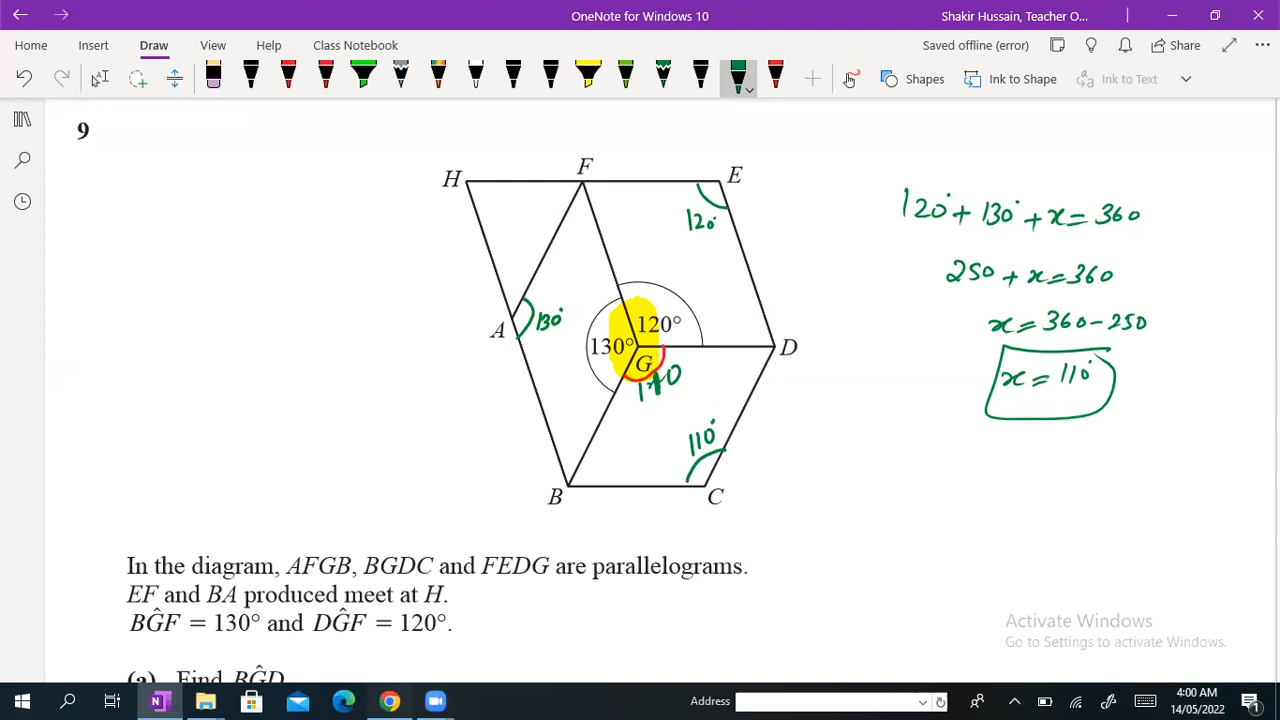 OneNote for Windows 10
Shakir Hussain, Teacher O...
Home Insert Draw View Help Class Notebook
Saved offline (error)
Share
Shapes
Ink to Shape
Ink to Text
9
H F E
120°
A 130°
120°
130°
G
D
110
110°
B C
120° + 130° + x = 360
250 + x = 360
x = 360 - 250
x = 110°
In the diagram, AFGB, BGDC and FEDG are parallelograms.
EF and BA produced meet at H.
BĜF = 130° and DĜF = 120°.
(a) Find BĜD
Activate Windows
Go to Settings to activate Windows.
Address
4:00 AM
14/05/2022